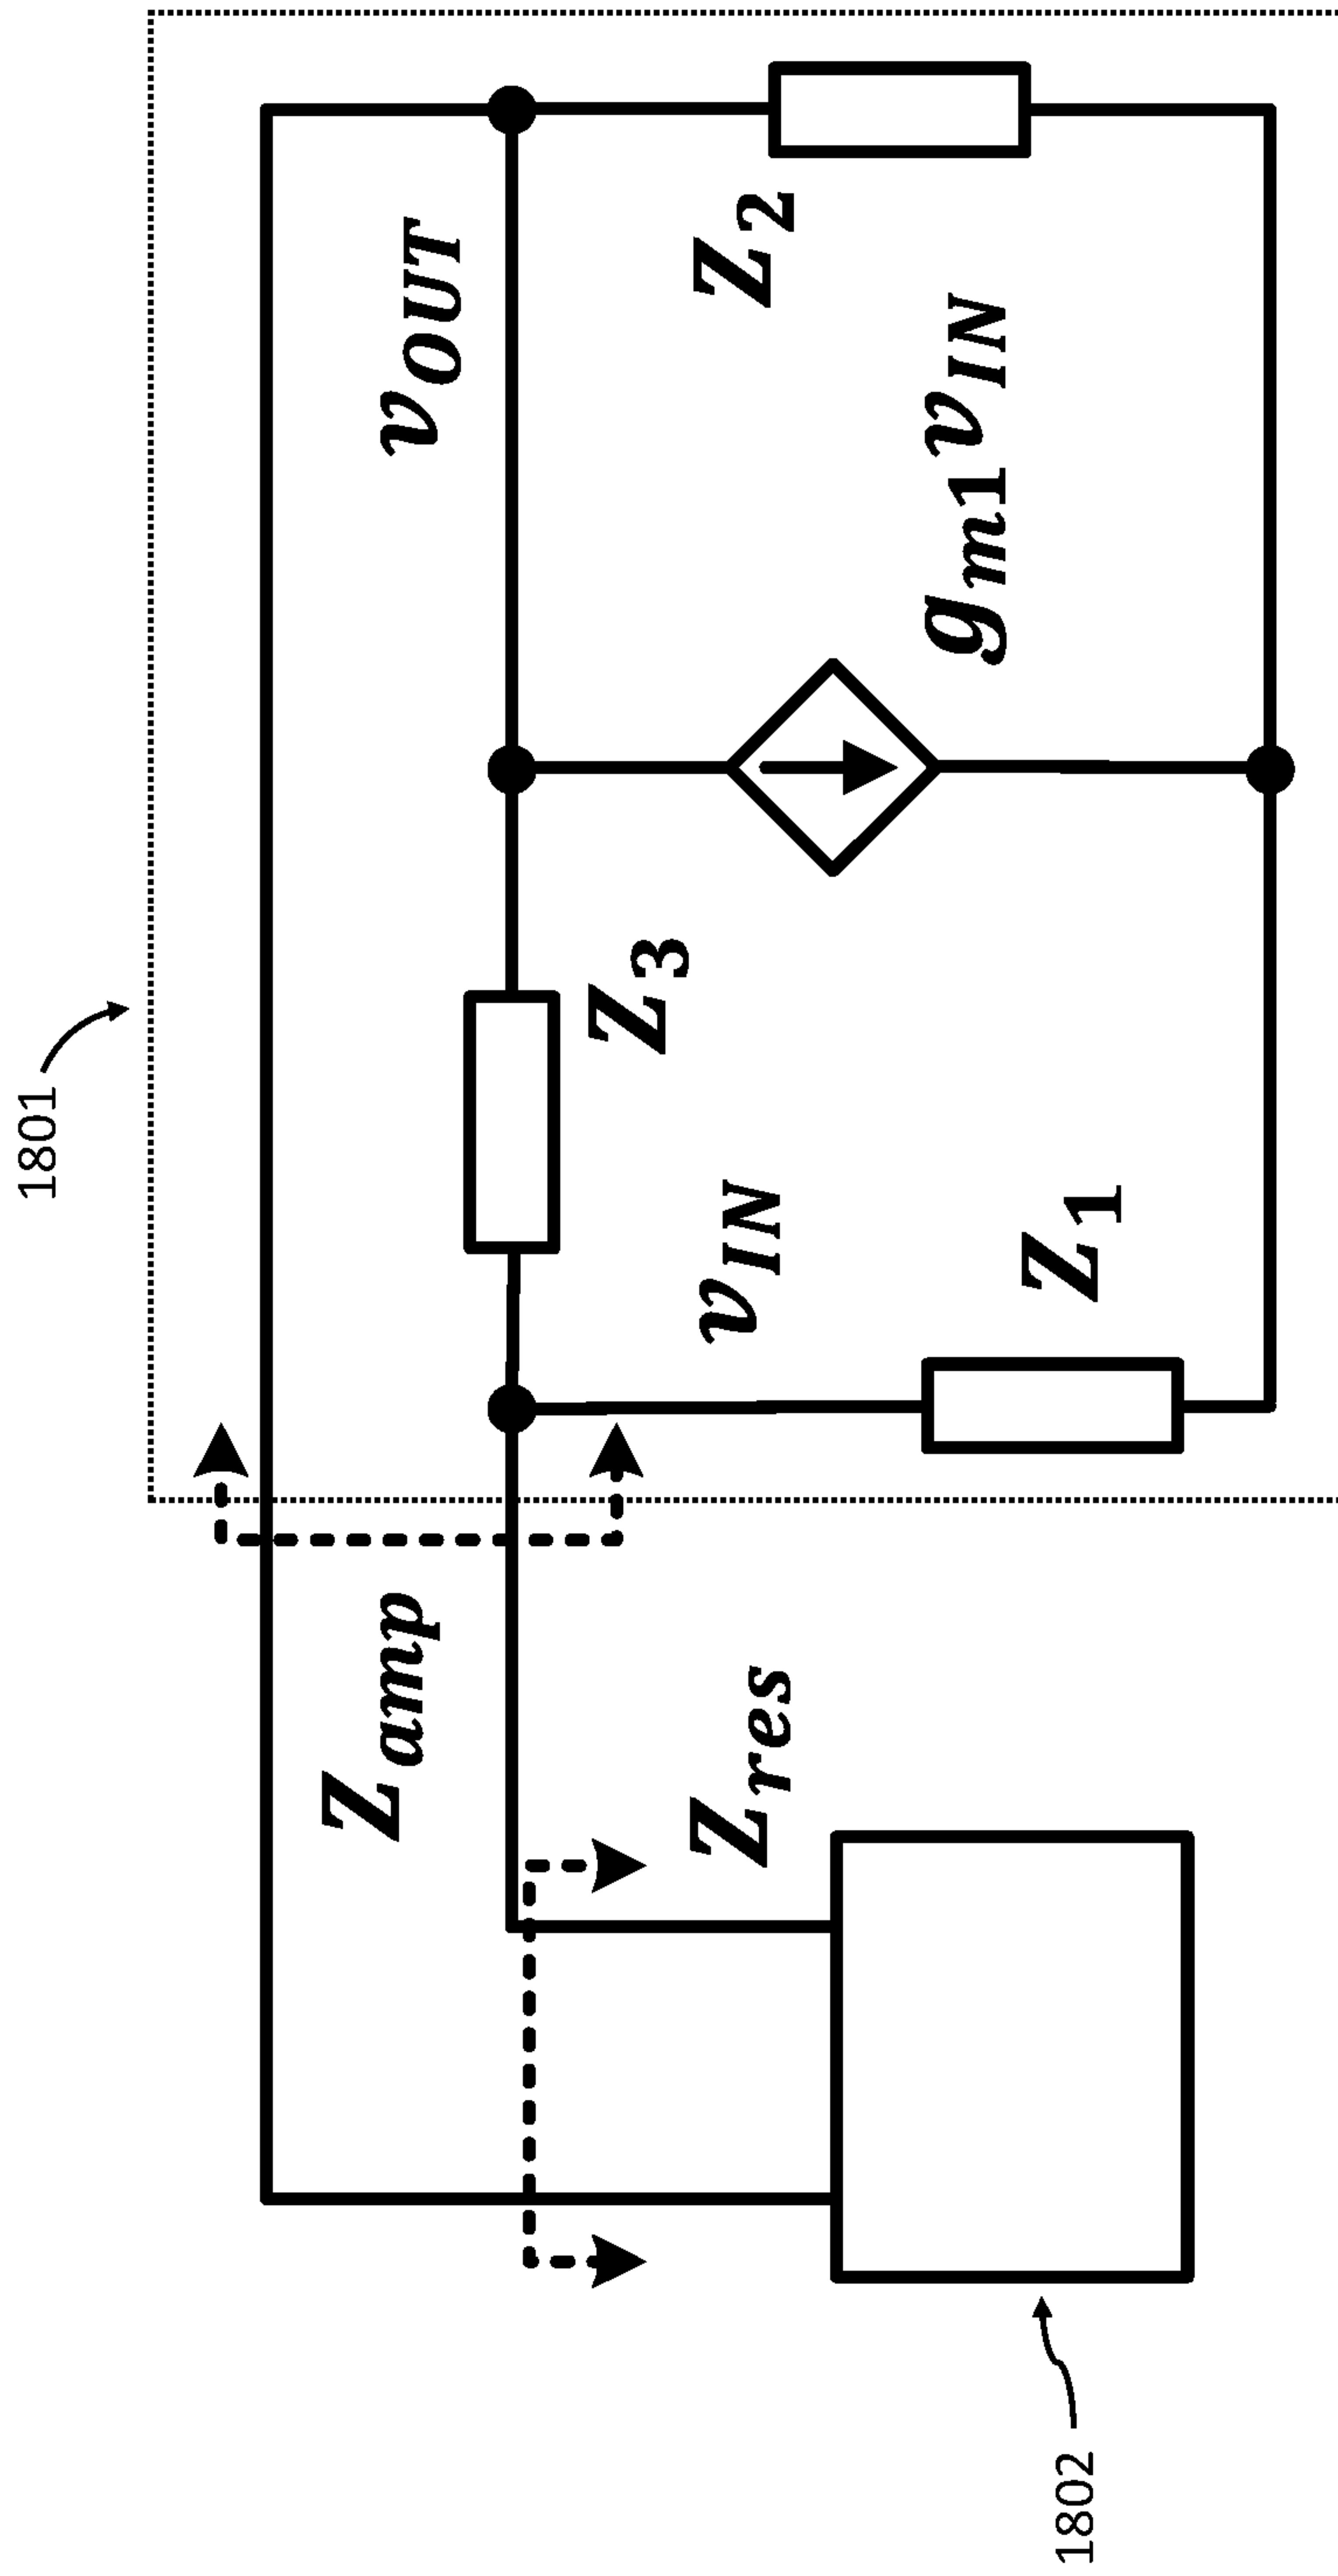 1801
v_OUT
Z_2
g_m1 v_IN
Z_3
v_IN
Z_1
Z_amp
Z_res
1802